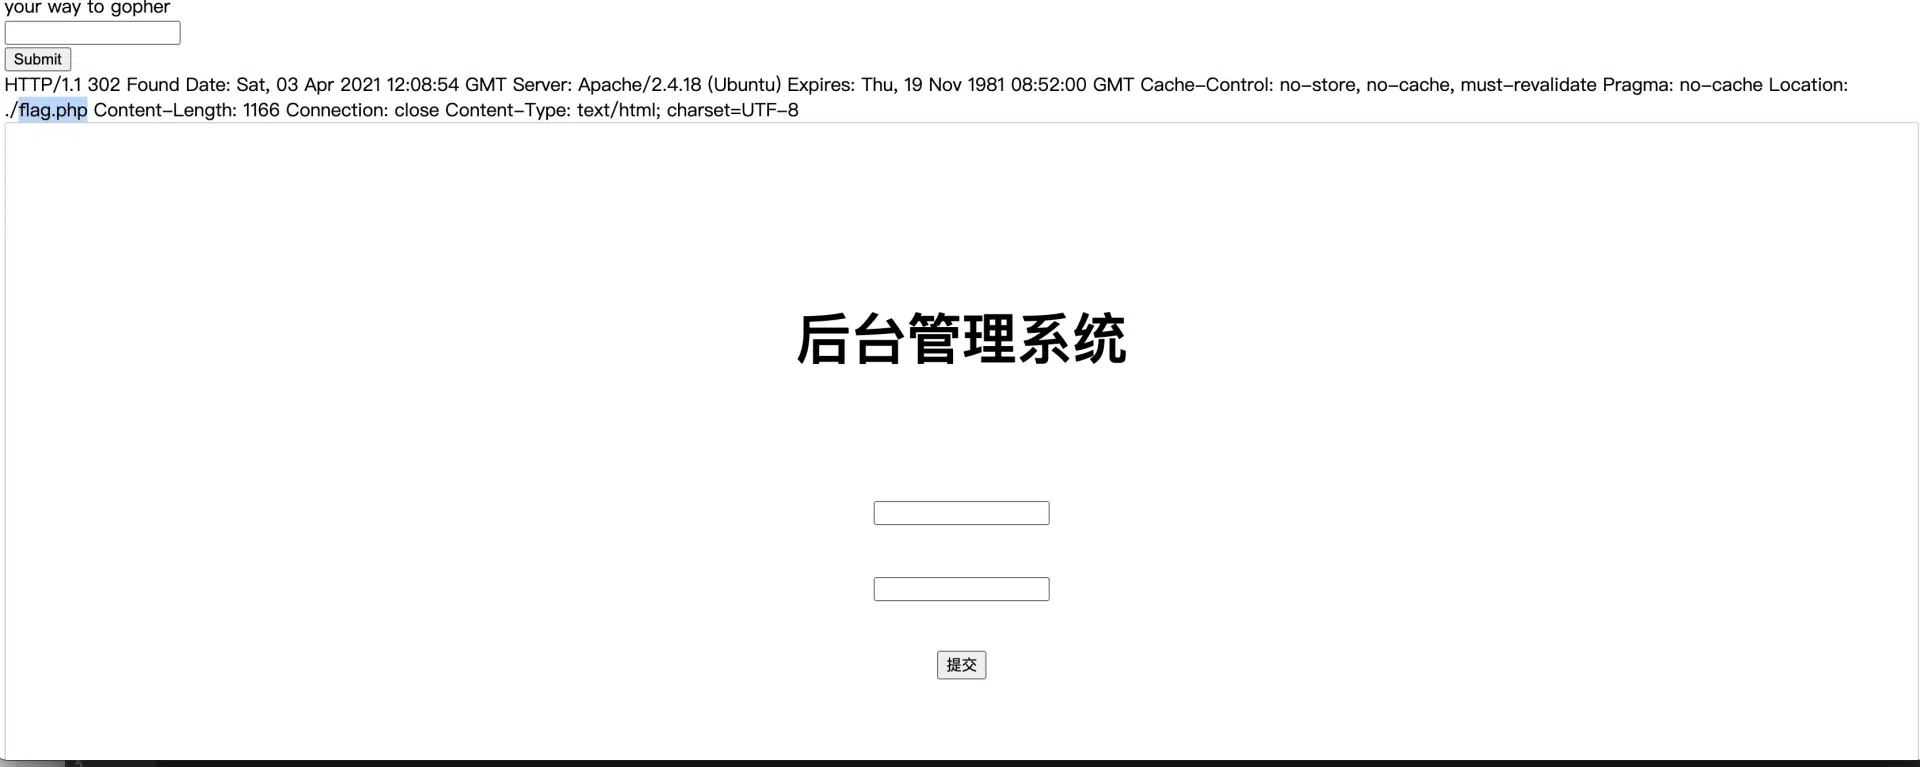 your way to gopher
Submit
HTTP/1.1 302 Found Date: Sat, 03 Apr 2021 12:08:54 GMT Server: Apache/2.4.18 (Ubuntu) Expires: Thu, 19 Nov 1981 08:52:00 GMT Cache-Control: no-store, no-cache, must-revalidate Pragma: no-cache Location:
./flag.php Content-Length: 1166 Connection: close Content-Type: text/html; charset=UTF-8
后台管理系统
提交